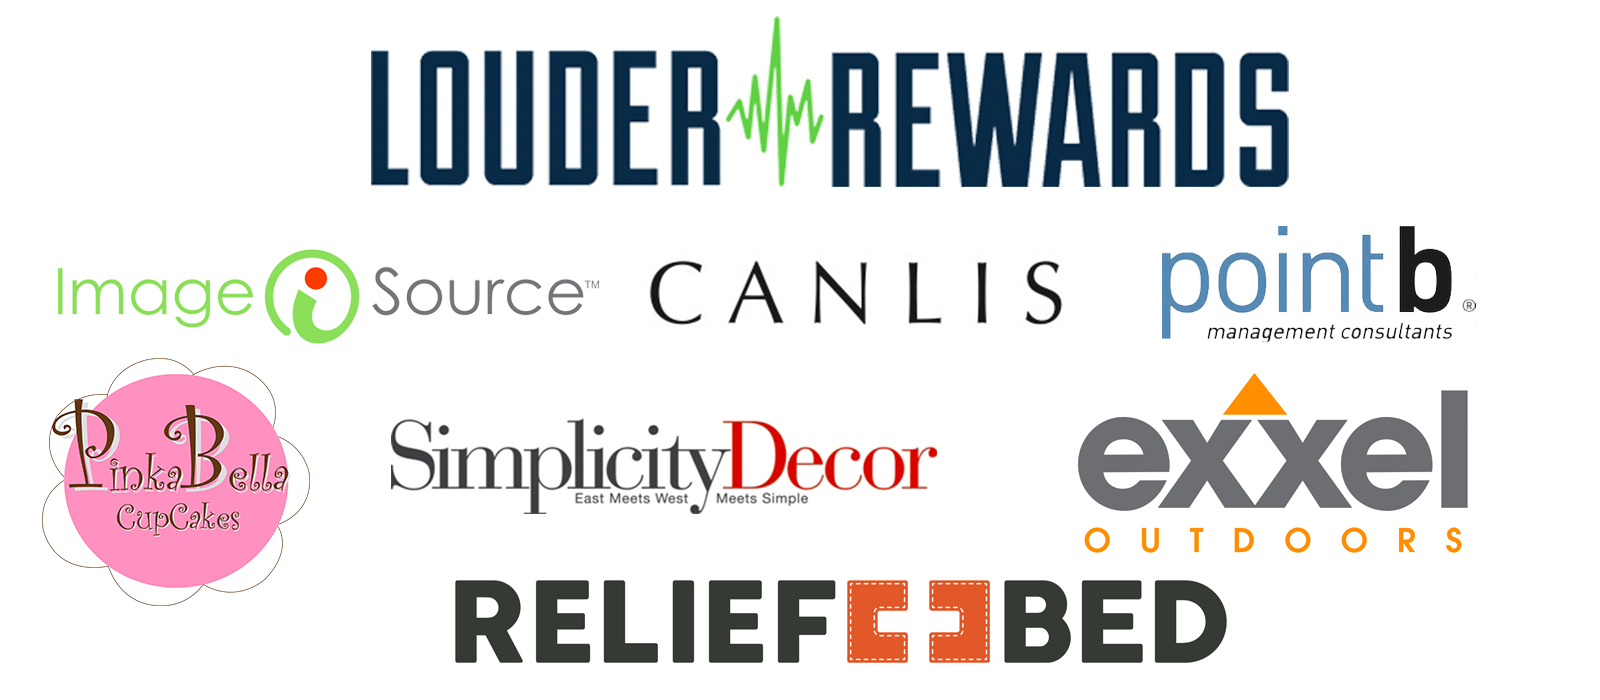 LOUDER REWARDS
Image Source™
CANLIS
pointb®
management consultants
PinkaBella
CupCakes
SimplicityDecor
East Meets West Meets Simple
exxel
OUTDOORS
RELIEF BED